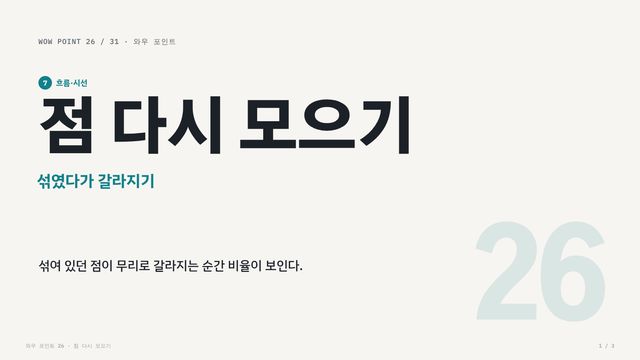 WOW POINT 26 / 31 · 와우 포인트
7 흐름·시선
점 다시 모으기
섞였다가 갈라지기
26
섞여 있던 점이 무리로 갈라지는 순간 비율이 보인다.
와우 포인트 26 · 점 다시 모으기
1 / 3